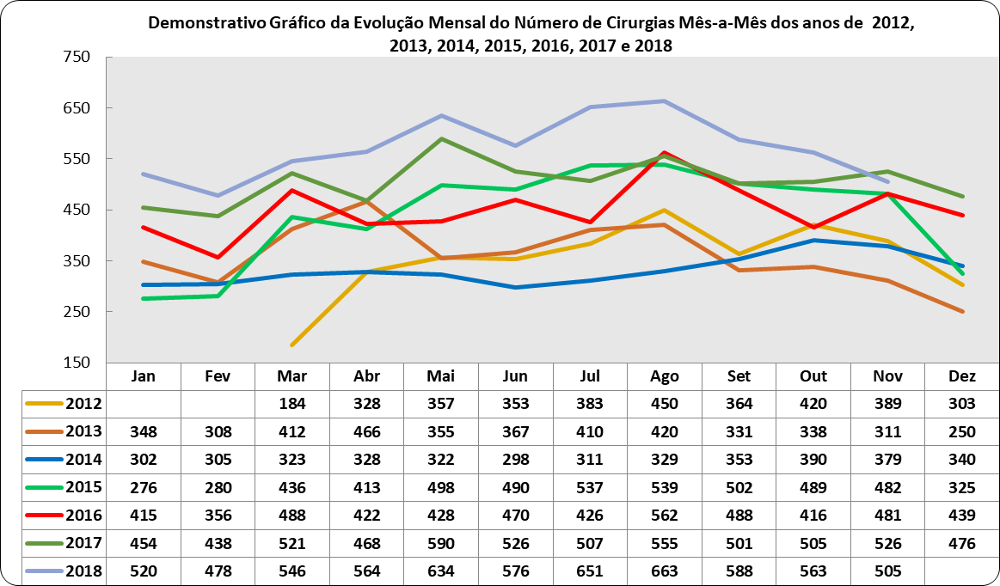 Demonstrativo Gráfico da Evolução Mensal do Número de Cirurgias Mês-a-Mês dos anos de 2012,
2013, 2014, 2015, 2016, 2017 e 2018
750
650
550
450
350
250
150
Jan Fev Mar Abr Mai Jun Jul Ago Set Out Nov Dez
2012 184 328 357 353 383 450 364 420 389 303
2013 348 308 412 466 355 367 410 420 331 338 311 250
2014 302 305 323 328 322 298 311 329 353 390 379 340
2015 276 280 436 413 498 490 537 539 502 489 482 325
2016 415 356 488 422 428 470 426 562 488 416 481 439
2017 454 438 521 468 590 526 507 555 501 505 526 476
2018 520 478 546 564 634 576 651 663 588 563 505